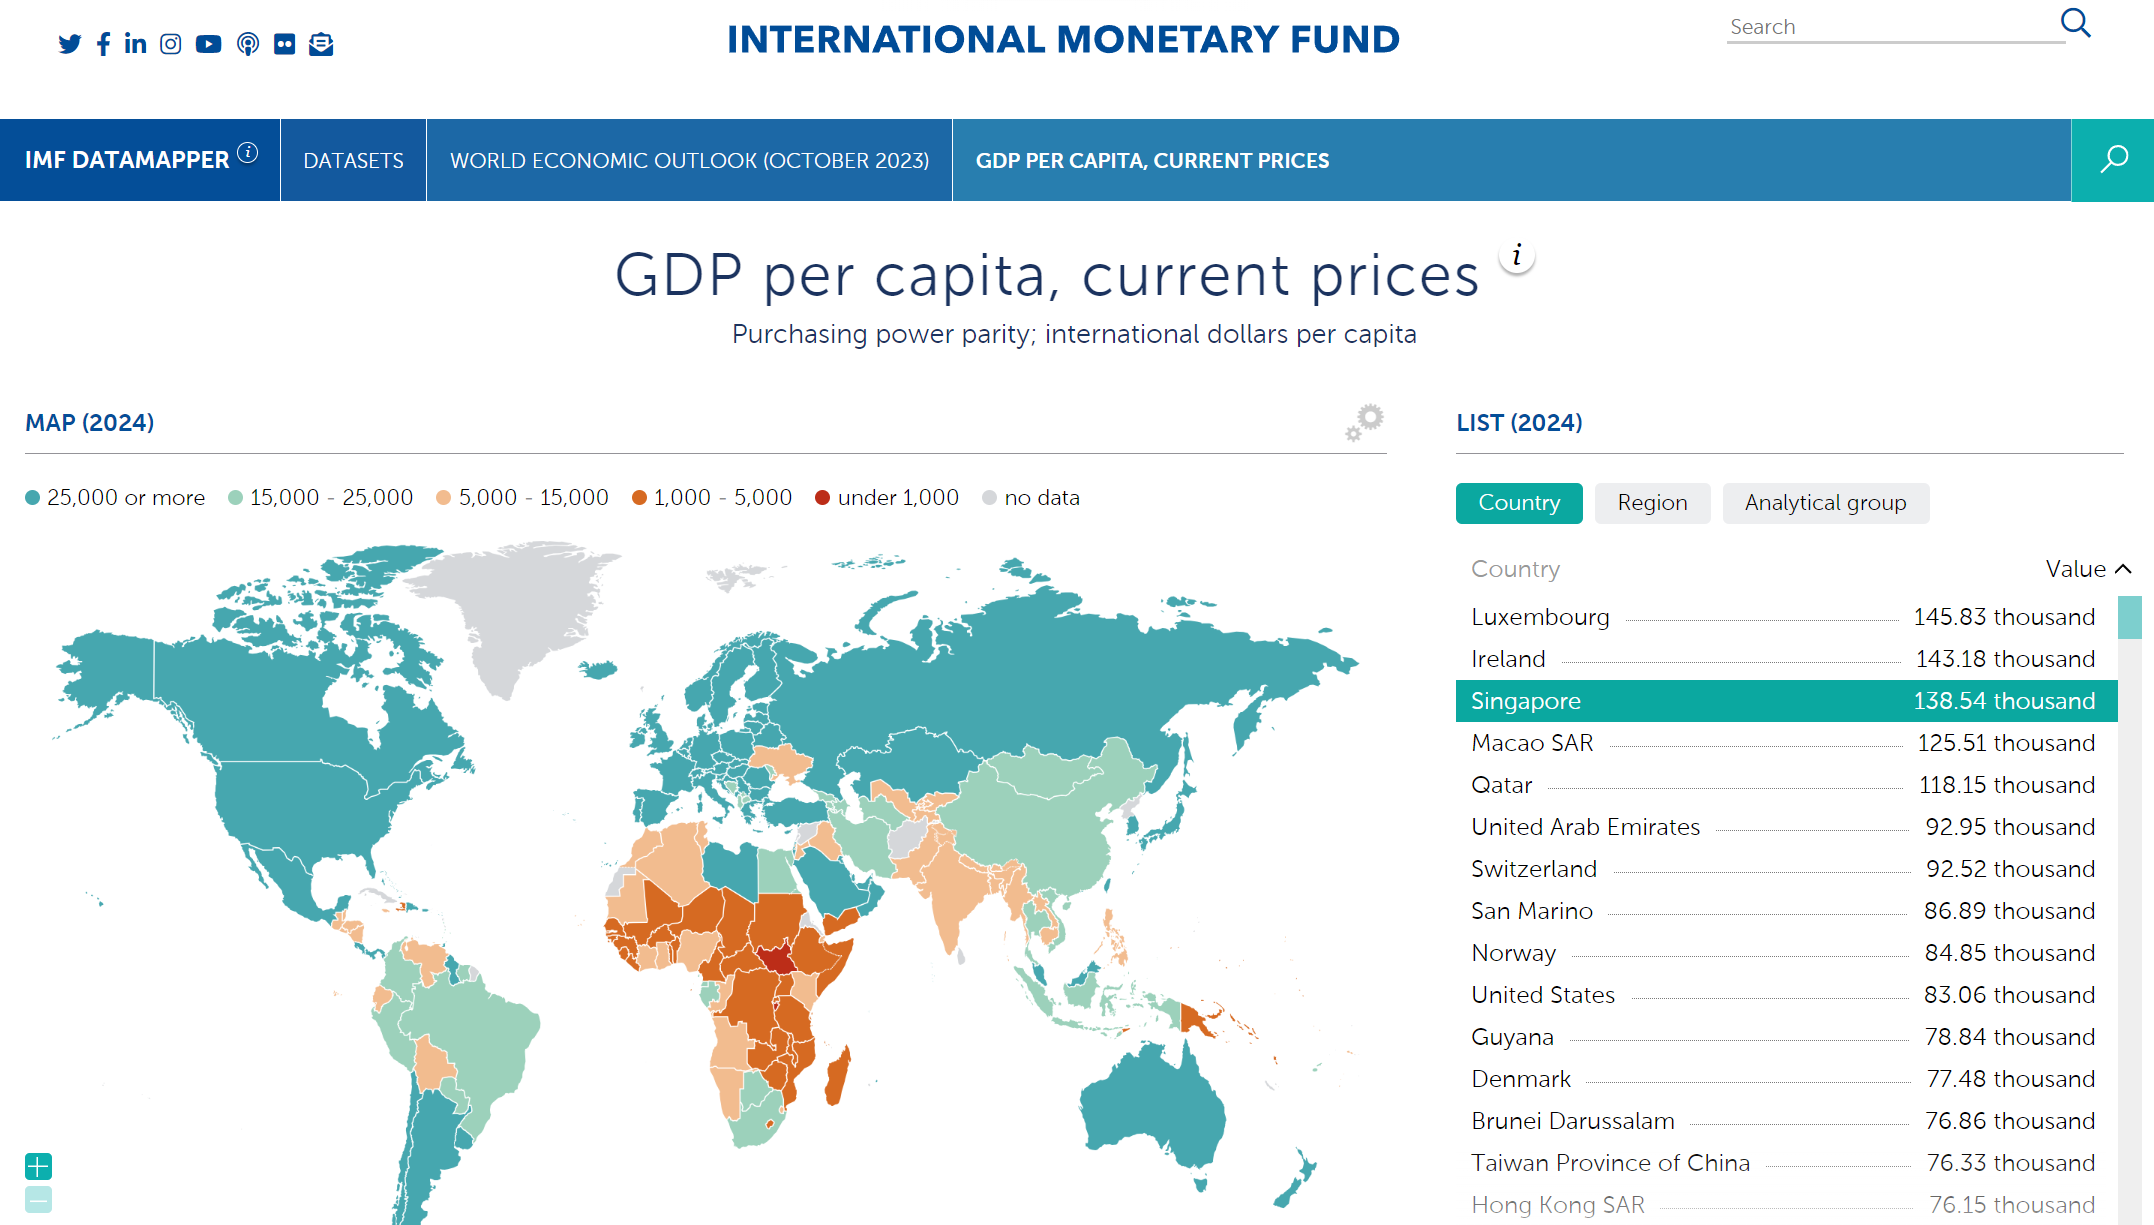 INTERNATIONAL MONETARY FUND
Search
IMF DATAMAPPER i
DATASETS
WORLD ECONOMIC OUTLOOK (OCTOBER 2023)
GDP PER CAPITA, CURRENT PRICES
GDP per capita, current prices i
Purchasing power parity; international dollars per capita
MAP (2024)
25,000 or more
15,000 - 25,000
5,000 - 15,000
1,000 - 5,000
under 1,000
no data
LIST (2024)
Country
Region
Analytical group
Country Value
Luxembourg 145.83 thousand
Ireland 143.18 thousand
Singapore 138.54 thousand
Macao SAR 125.51 thousand
Qatar 118.15 thousand
United Arab Emirates 92.95 thousand
Switzerland 92.52 thousand
San Marino 86.89 thousand
Norway 84.85 thousand
United States 83.06 thousand
Guyana 78.84 thousand
Denmark 77.48 thousand
Brunei Darussalam 76.86 thousand
Taiwan Province of China 76.33 thousand
Hong Kong SAR 76.15 thousand